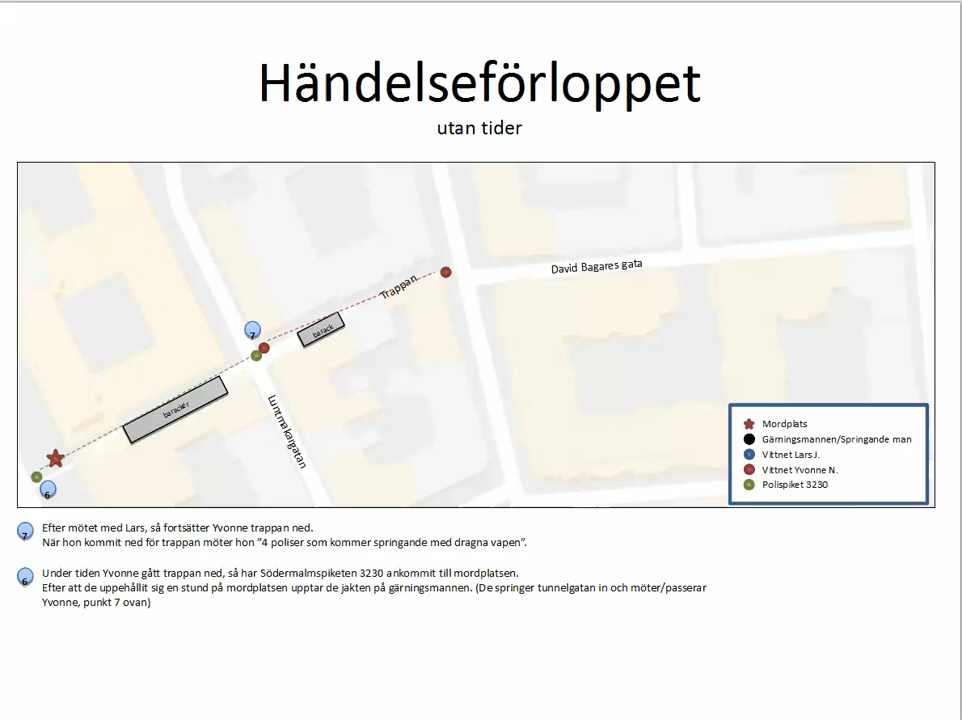 Händelseförloppet
utan tider
David Bagares gata
Trappan
7
barack
baracker
Luntmakargatan
6
Mordplats
Gärningsmannen/Springande man
Vittnet Lars J.
Vittnet Yvonne N.
Polispiket 3230
7 Efter mötet med Lars, så fortsätter Yvonne trappan ned.
När hon kommit ned för trappan möter hon ”4 poliser som kommer springande med dragna vapen”.
6 Under tiden Yvonne gått trappan ned, så har Södermalmspiketen 3230 ankommit till mordplatsen.
Efter att de uppehållit sig en stund på mordplatsen upptar de jakten på gärningsmannen. (De springer tunnelgatan in och möter/passerar
Yvonne, punkt 7 ovan)